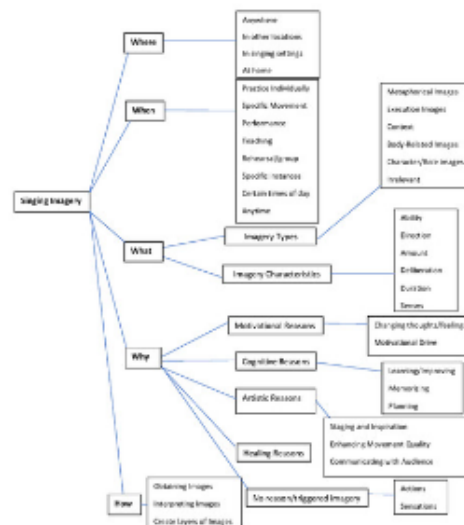 Where
Anywhere
In other locations
In singing settings
At home
When
Practice Individually
Specific Movement
Performance
Teaching
Rehearsal/group
Specific Instances
Certain times of day
Anytime
Singing Imagery
What
Imagery Types
Metaphorical Images
Execution Images
Context
Body-Related Images
Character/Role Images
Irrelevant
Imagery Characteristics
Ability
Direction
Amount
Deliberation
Duration
Senses
Why
Motivational Reasons
Changing thoughts/feelings
Motivational Drive
Cognitive Reasons
Learning/Improving
Memorizing
Planning
Artistic Reasons
Staging and Inspiration
Enhancing Movement Quality
Communicating with Audience
Healing Reasons
No reason/triggered Imagery
Actions
Sensations
How
Obtaining Images
Interpreting Images
Create Layers of Images